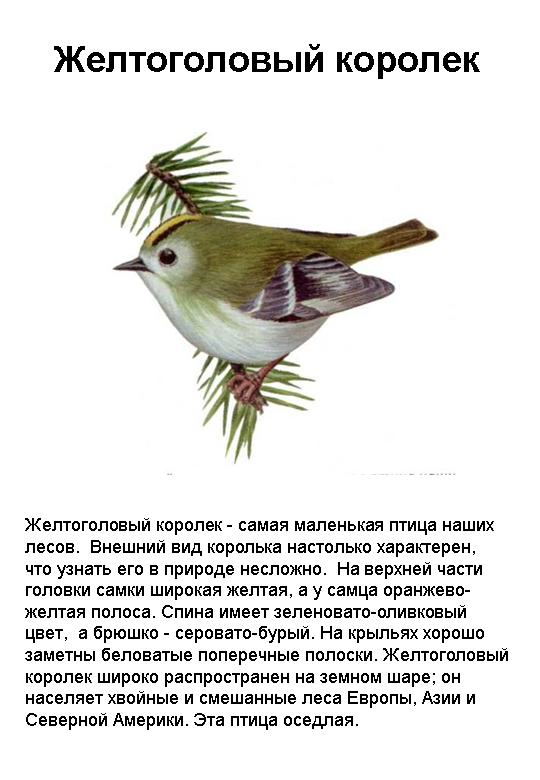 Желтоголовый королек
Желтоголовый королек - самая маленькая птица наших
лесов.  Внешний вид королька настолько характерен,
что узнать его в природе несложно.  На верхней части
головки самки широкая желтая, а у самца оранжево-
желтая полоса. Спина имеет зеленовато-оливковый
цвет,  а брюшко - серовато-бурый. На крыльях хорошо
заметны беловатые поперечные полоски. Желтоголовый
королек широко распространен на земном шаре; он
населяет хвойные и смешанные леса Европы, Азии и
Северной Америки. Эта птица оседлая.